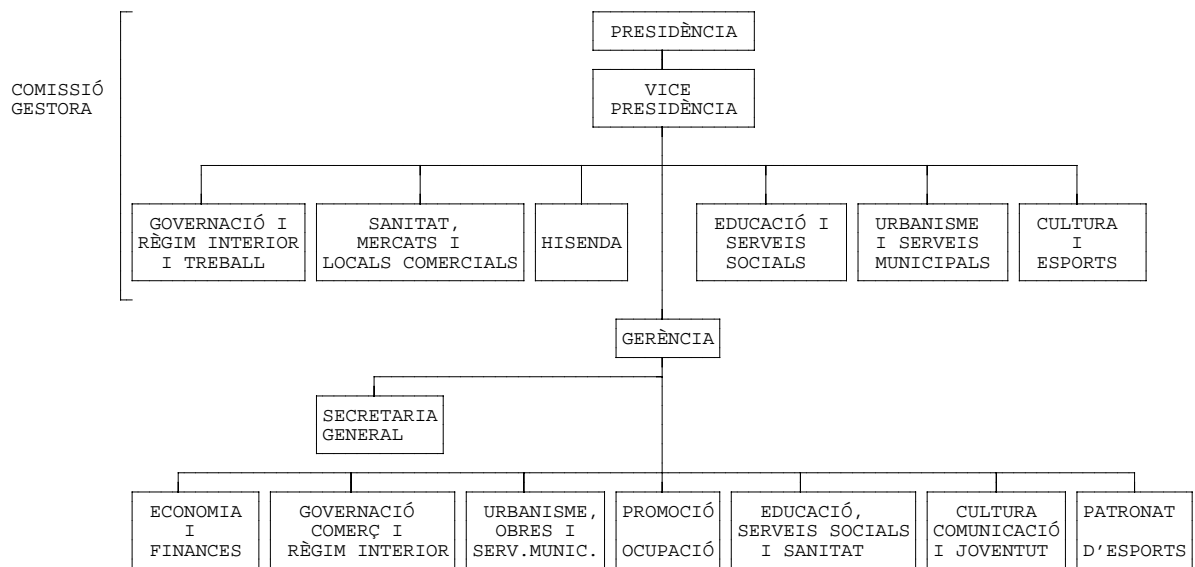 PRESIDÈNCIA
COMISSIÓ
GESTORA
VICE
PRESIDÈNCIA
GOVERNACIÓ I
RÈGIM INTERIOR
I TREBALL
SANITAT,
MERCATS I
LOCALS COMERCIALS
HISENDA
EDUCACIÓ I
SERVEIS
SOCIALS
URBANISME
I SERVEIS
MUNICIPALS
CULTURA
I
ESPORTS
GERÈNCIA
SECRETARIA
GENERAL
ECONOMIA
I
FINANCES
GOVERNACIÓ
COMERÇ I
RÈGIM INTERIOR
URBANISME,
OBRES I
SERV.MUNIC.
PROMOCIÓ
OCUPACIÓ
EDUCACIÓ,
SERVEIS SOCIALS
I SANITAT
CULTURA
COMUNICACIÓ
I JOVENTUT
PATRONAT
D'ESPORTS